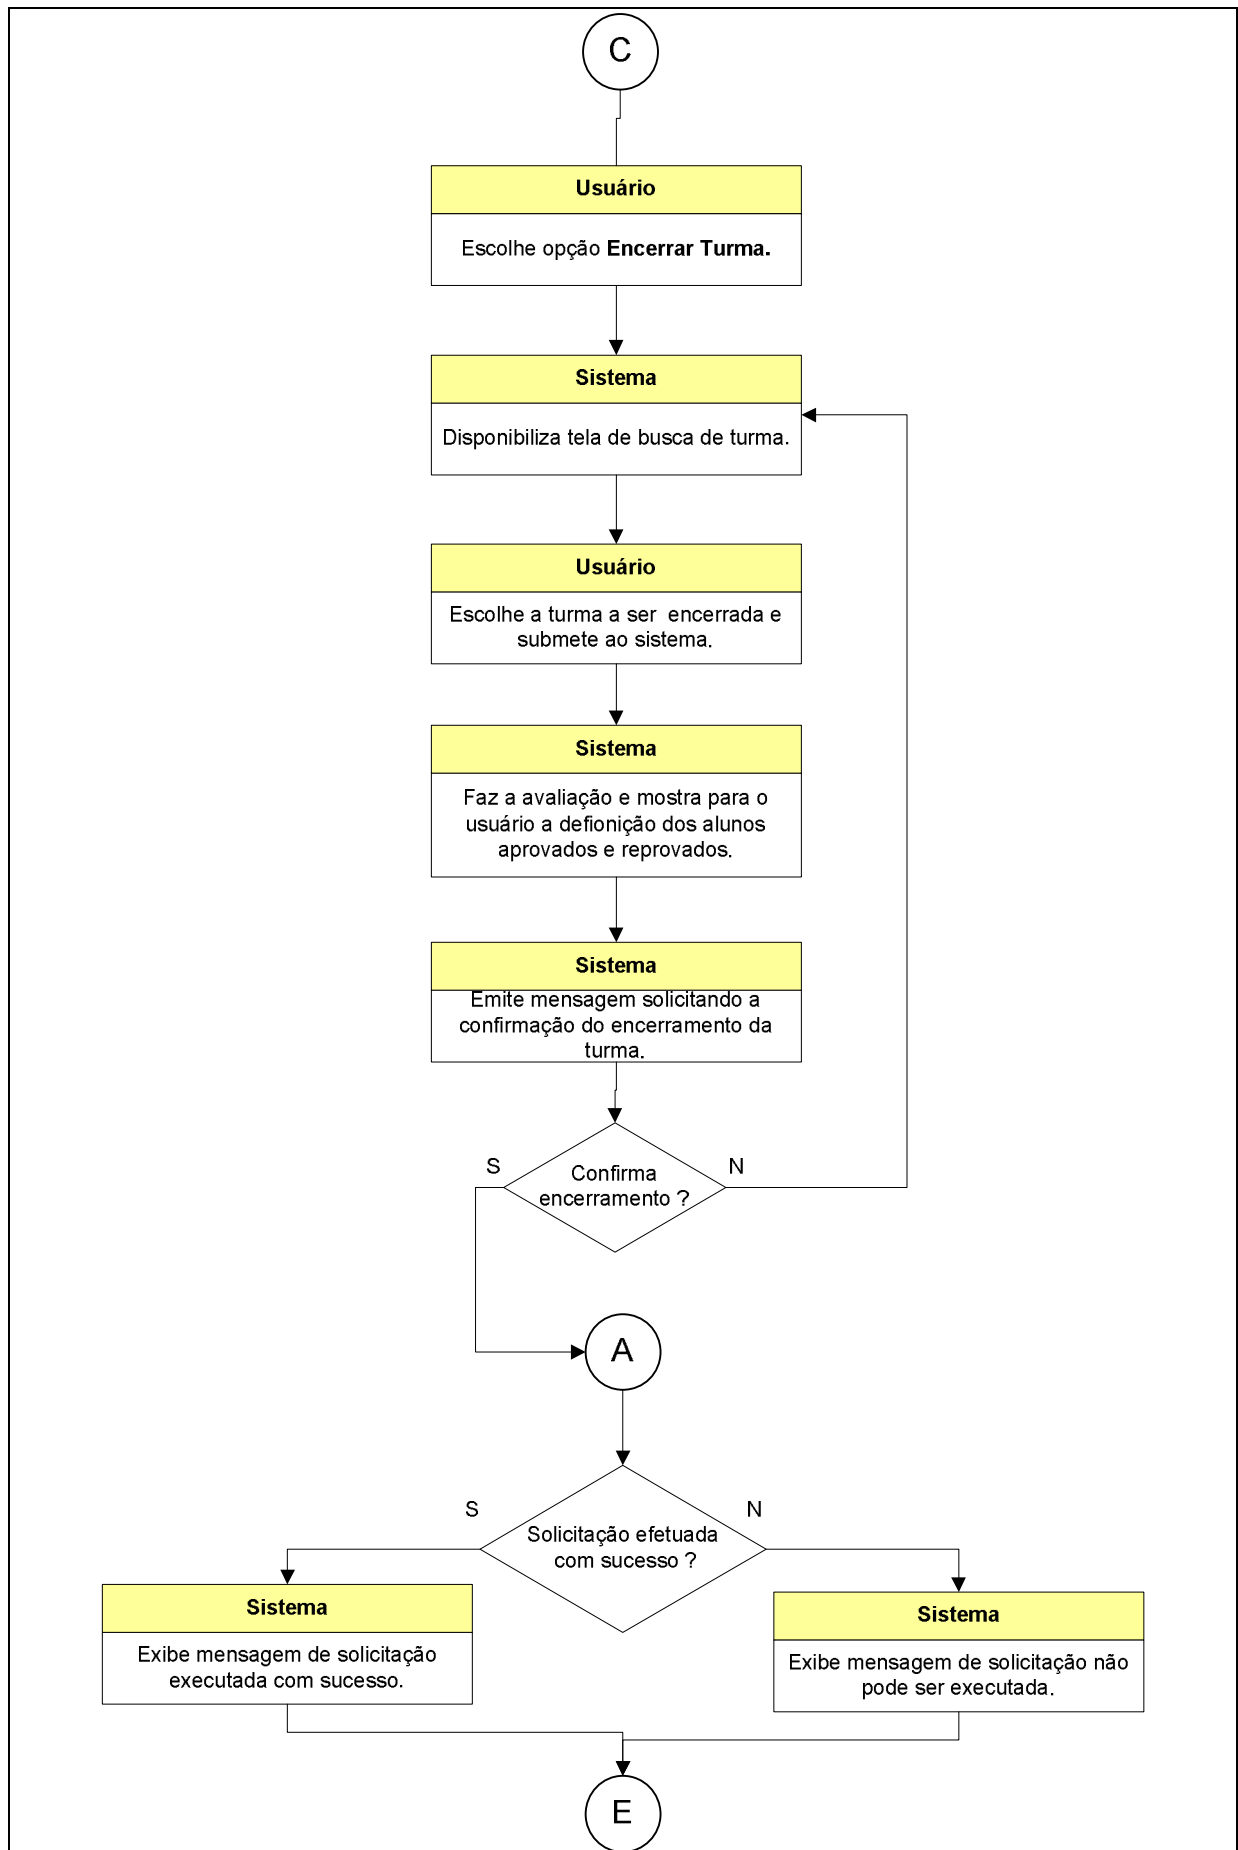 C
Usuário
Escolhe opção Encerrar Turma.
Sistema
Disponibiliza tela de busca de turma.
Usuário
Escolhe a turma a ser encerrada e
submete ao sistema.
Sistema
Faz a avaliação e mostra para o
usuário a defionição dos alunos
aprovados e reprovados.
Sistema
Emite mensagem solicitando a
confirmação do encerramento da
turma.
S
N
Confirma
encerramento ?
A
S
N
Solicitação efetuada
com sucesso ?
Sistema
Exibe mensagem de solicitação
executada com sucesso.
Sistema
Exibe mensagem de solicitação não
pode ser executada.
E